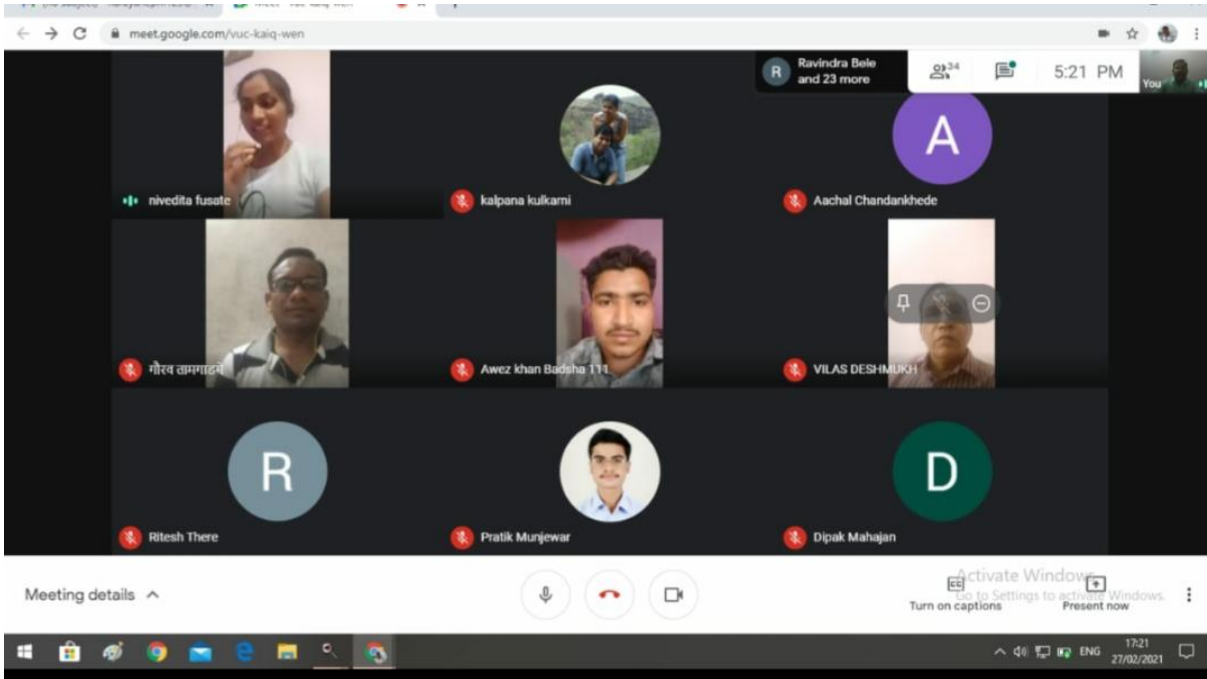 meet.google.com/vuc-kaiq-wen
R
Ravindra Bele
and 23 more
34
5:21 PM
You
nivedita fusate
kalpana kulkarni
A
Aachal Chandankhede
गौरव
Awez khan Badsha 111
VILAS DESHMUKH
R
Ritesh There
Pratik Munjewar
D
Dipak Mahajan
Meeting details
CC
Turn on captions
Present now
Activate Windows
Go to Settings to activate Windows.
ENG
17:21
27/02/2021